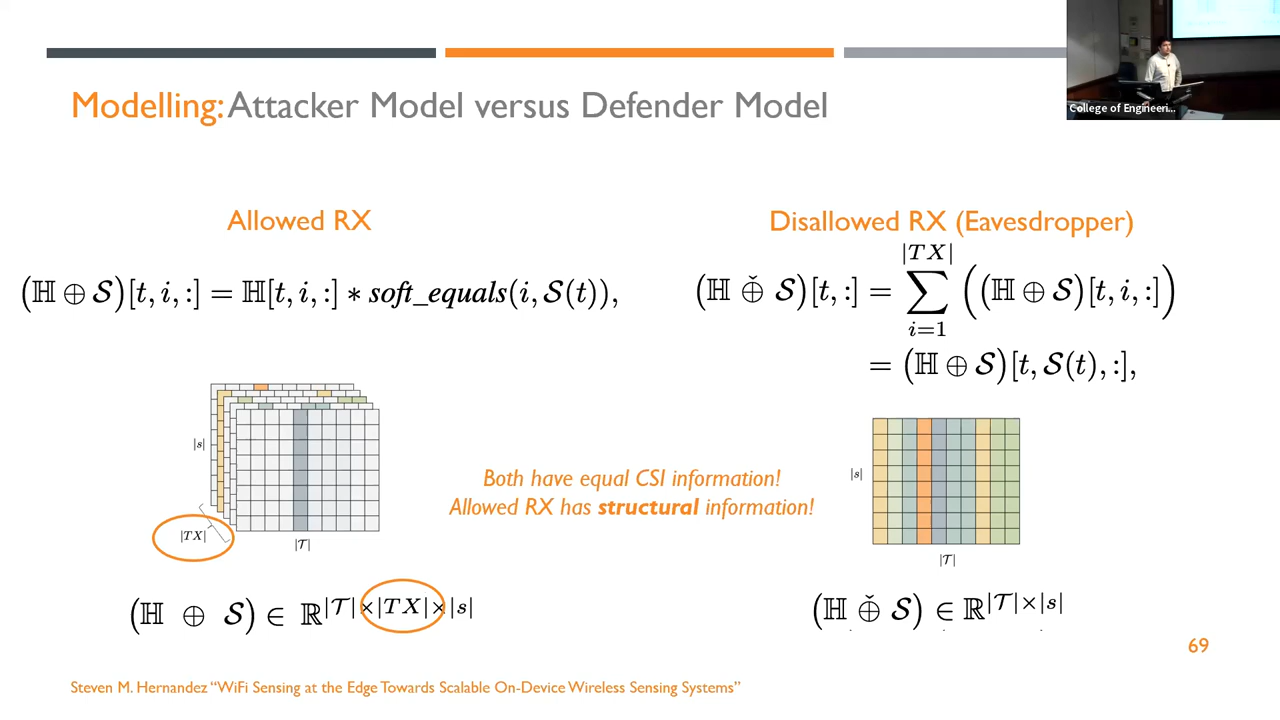 Modelling: Attacker Model versus Defender Model
College of Engineeri...
Allowed RX
(ℍ ⊕ 𝒮)[t, i, :] = ℍ[t, i, :] * soft_equals(i, 𝒮(t)),
|s|
|TX|
|𝒯|
(ℍ ⊕ 𝒮) ∈ ℝ^{|𝒯|×|TX|×|s|}
Both have equal CSI information!
Allowed RX has structural information!
Disallowed RX (Eavesdropper)
(ℍ ⊕̌ 𝒮)[t, :] = ∑_{i=1}^{|TX|} ((ℍ ⊕ 𝒮)[t, i, :])
= (ℍ ⊕ 𝒮)[t, 𝒮(t), :],
|s|
|𝒯|
(ℍ ⊕̌ 𝒮) ∈ ℝ^{|𝒯|×|s|}
69
Steven M. Hernandez “WiFi Sensing at the Edge Towards Scalable On-Device Wireless Sensing Systems”